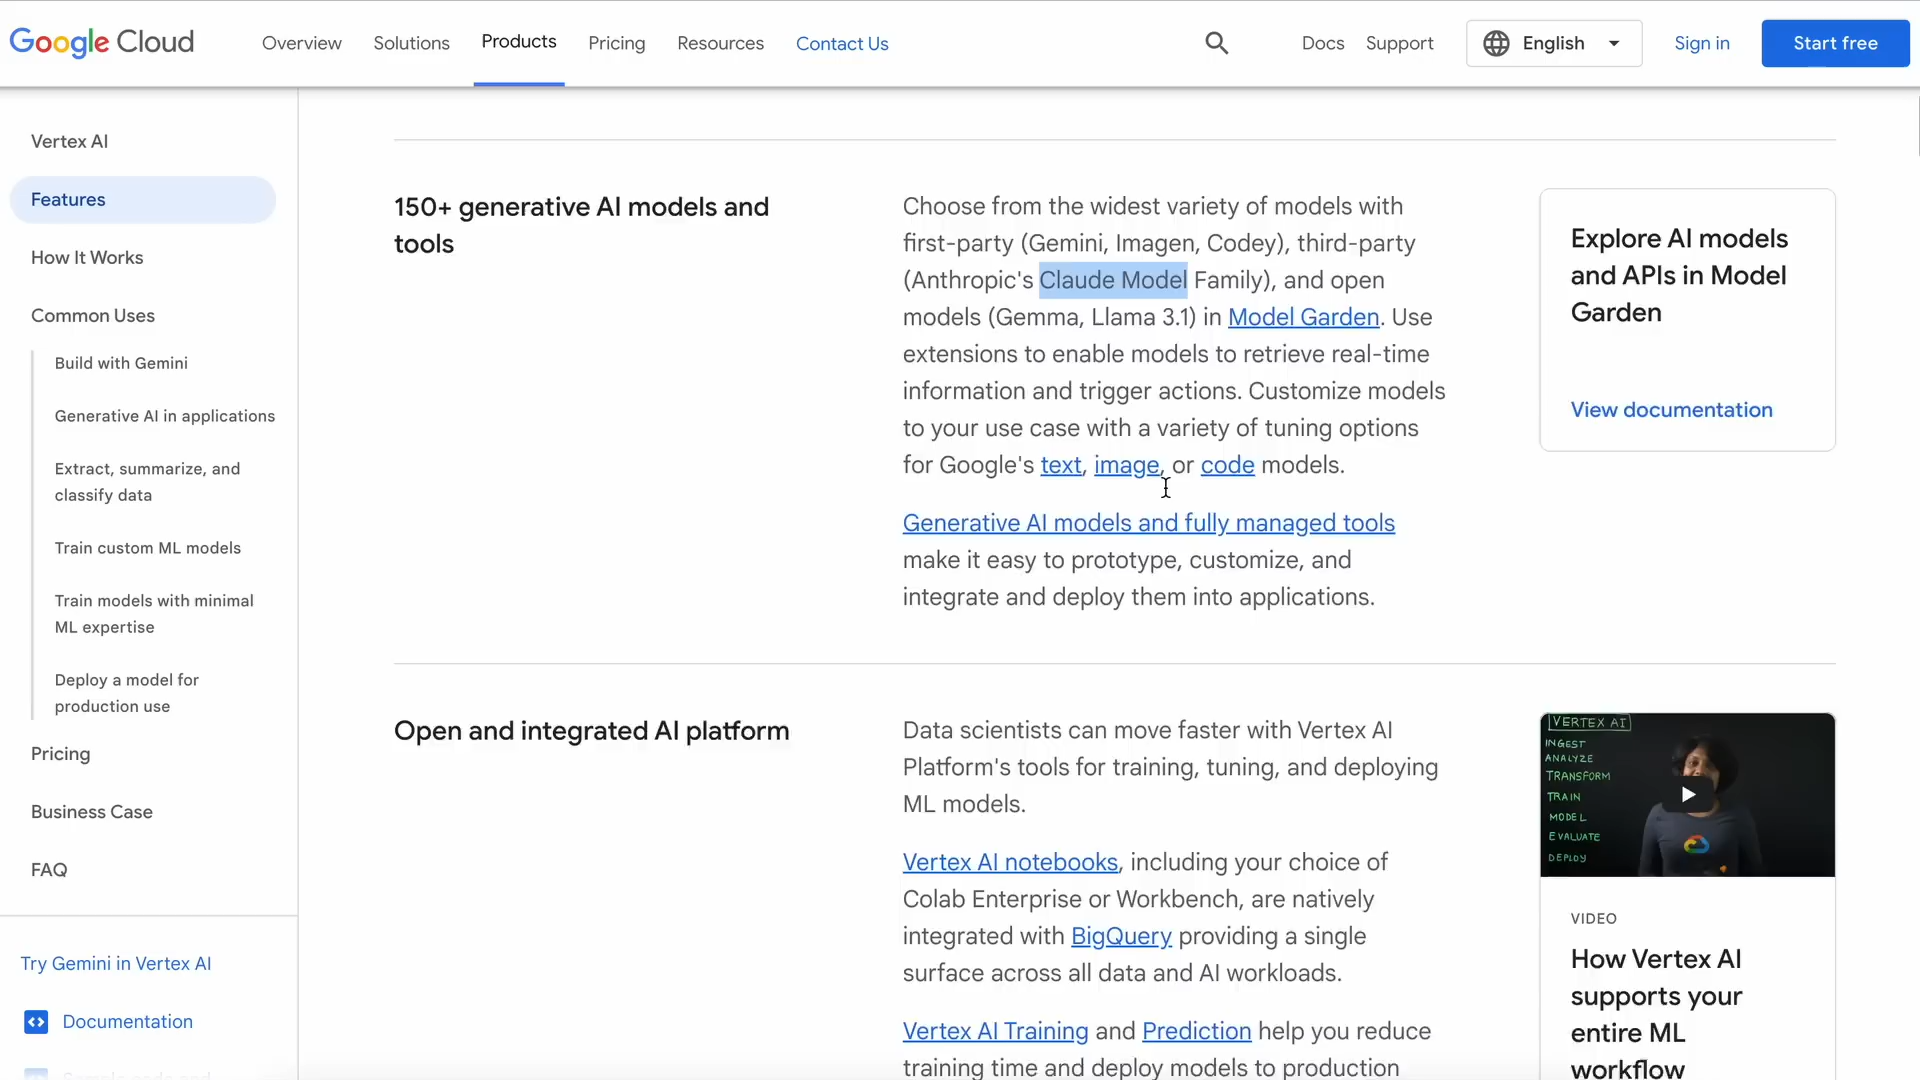 Google Cloud
Overview
Solutions
Products
Pricing
Resources
Contact Us
Docs
Support
English
Sign in
Start free
Vertex AI
Features
How It Works
Common Uses
Build with Gemini
Generative AI in applications
Extract, summarize, and
classify data
Train custom ML models
Train models with minimal
ML expertise
Deploy a model for
production use
Pricing
Business Case
FAQ
Try Gemini in Vertex AI
Documentation
150+ generative AI models and
tools
Choose from the widest variety of models with
first-party (Gemini, Imagen, Codey), third-party
(Anthropic's Claude Model Family), and open
models (Gemma, Llama 3.1) in Model Garden. Use
extensions to enable models to retrieve real-time
information and trigger actions. Customize models
to your use case with a variety of tuning options
for Google's text, image, or code models.
Generative AI models and fully managed tools
make it easy to prototype, customize, and
integrate and deploy them into applications.
Explore AI models
and APIs in Model
Garden
View documentation
Open and integrated AI platform
Data scientists can move faster with Vertex AI
Platform's tools for training, tuning, and deploying
ML models.
Vertex AI notebooks, including your choice of
Colab Enterprise or Workbench, are natively
integrated with BigQuery providing a single
surface across all data and AI workloads.
Vertex AI Training and Prediction help you reduce
training time and deploy models to production
VERTEX AI
INGEST
ANALYZE
TRANSFORM
TRAIN
MODEL
EVALUATE
DEPLOY
VIDEO
How Vertex AI
supports your
entire ML
workflow